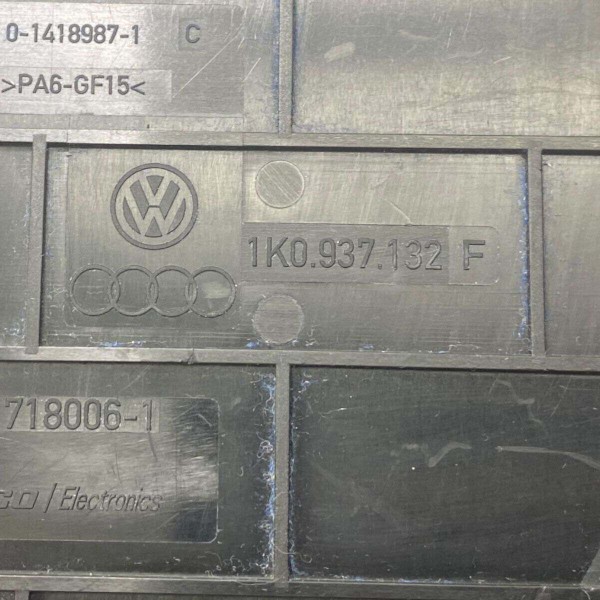 0-1418987-1 C
>PA6-GF15<
1K0.937.132 F
718006-1
/Electronics